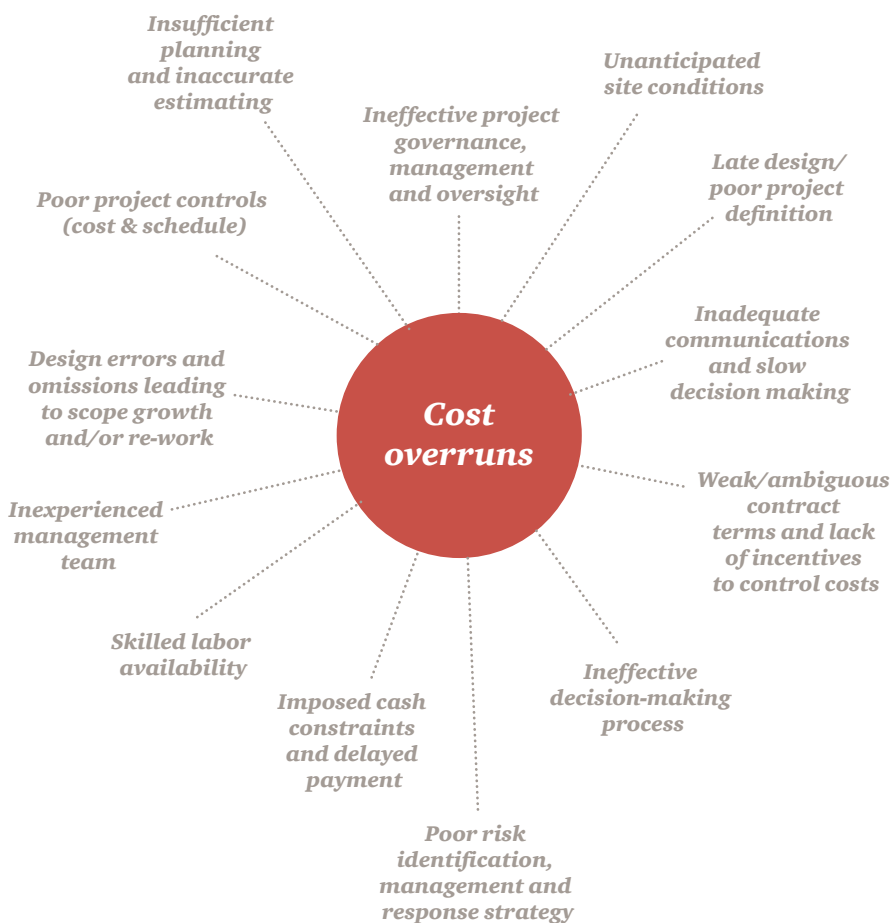 Insufficient
planning
and inaccurate
estimating
Unanticipated
site conditions
Ineffective project
governance,
management
and oversight
Late design/
poor project
definition
Poor project controls
(cost & schedule)
Inadequate
communications
and slow
decision making
Design errors and
omissions leading
to scope growth
and/or re-work
Cost
overruns
Weak/ambiguous
contract
terms and lack
of incentives
to control costs
Inexperienced
management
team
Skilled labor
availability
Ineffective
decision-making
process
Imposed cash
constraints
and delayed
payment
Poor risk
identification,
management and
response strategy